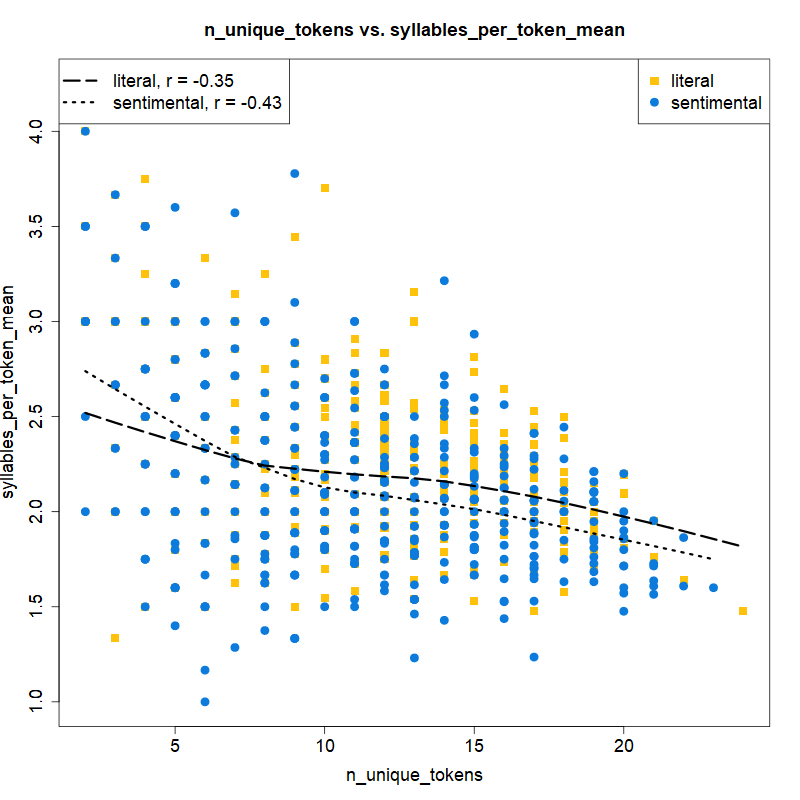 n_unique_tokens vs. syllables_per_token_mean
literal, r = -0.35
sentimental, r = -0.43
literal
sentimental
syllables_per_token_mean
4.0
3.5
3.0
2.5
2.0
1.5
1.0
5 10 15 20
n_unique_tokens